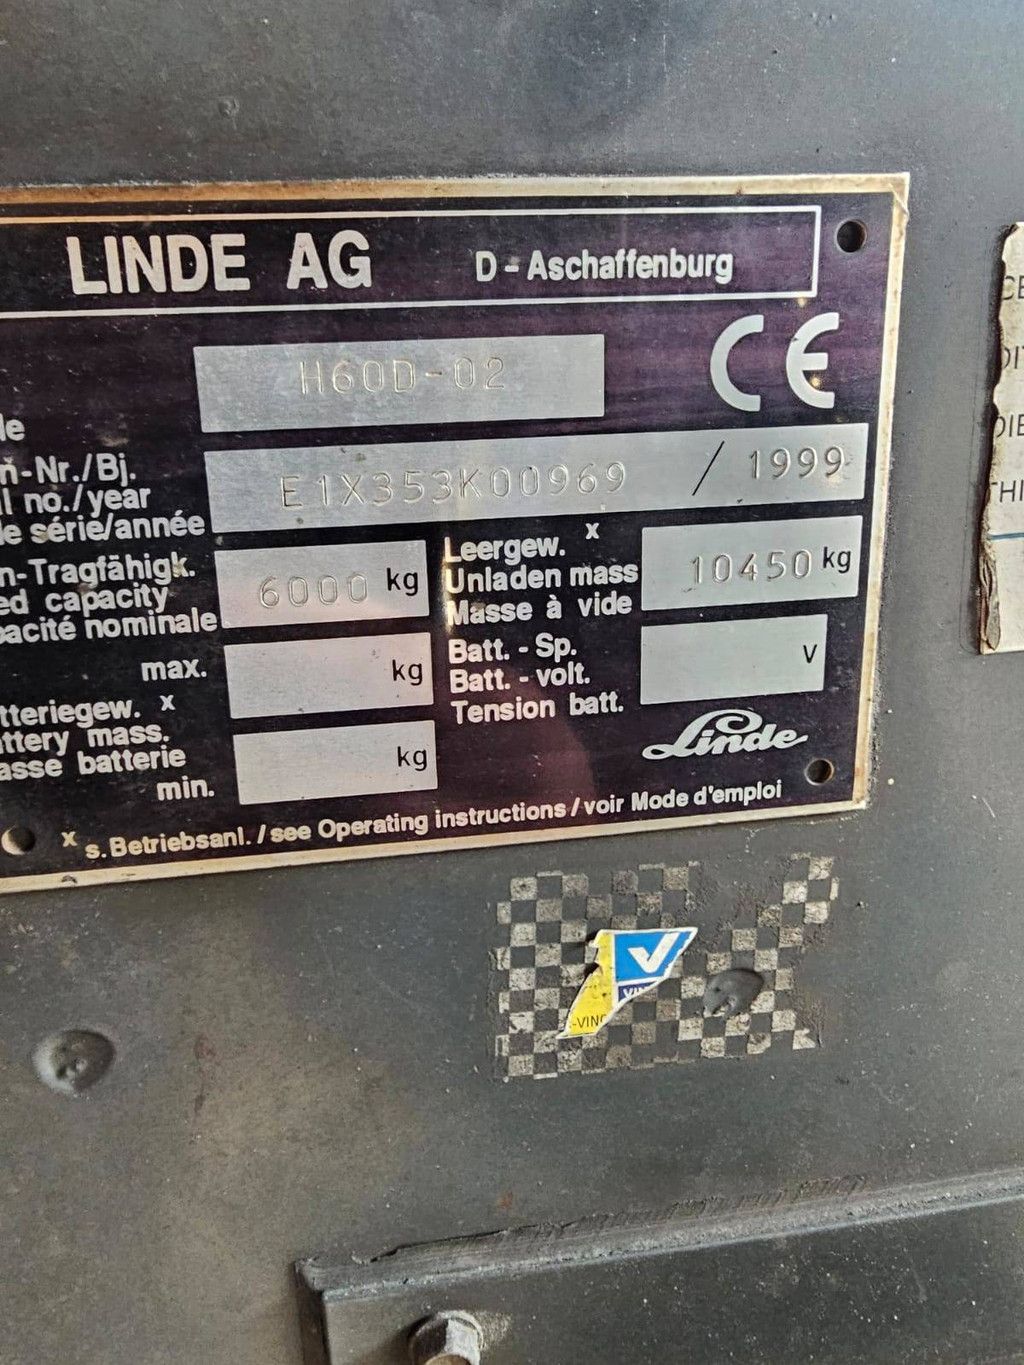 LINDE AG D - Aschaffenburg
CE
H60D-02
n-Nr./Bj.
no./year
série/année
E1X353K00969 / 1999
n-Tragfähigk.
ed capacity
pacité nominale
6000 kg
Leergew. x
Unladen mass
Masse à vide
10450 kg
max.
kg
Batt. - Sp.
Batt. - volt.
Tension batt.
V
tteriegew. x
attery mass.
asse batterie
min.
kg
Linde
x s. Betriebsanl. / see Operating instructions / voir Mode d'emploi